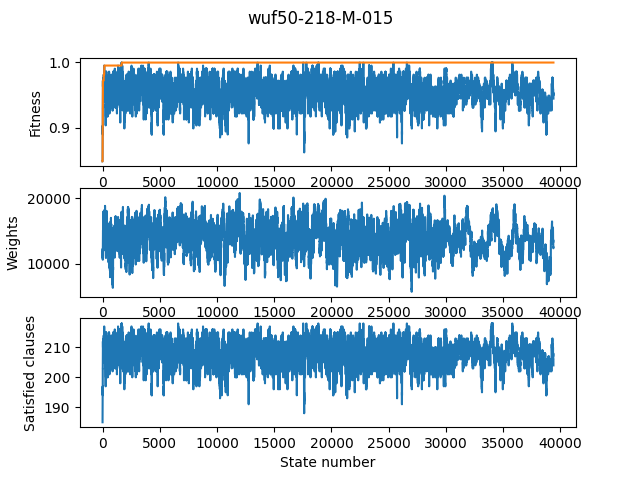 wuf50-218-M-015
1.0
0.9
Fitness
0 5000 10000 15000 20000 25000 30000 35000 40000
20000
10000
Weights
0 5000 10000 15000 20000 25000 30000 35000 40000
210
200
190
Satisfied clauses
0 5000 10000 15000 20000 25000 30000 35000 40000
State number